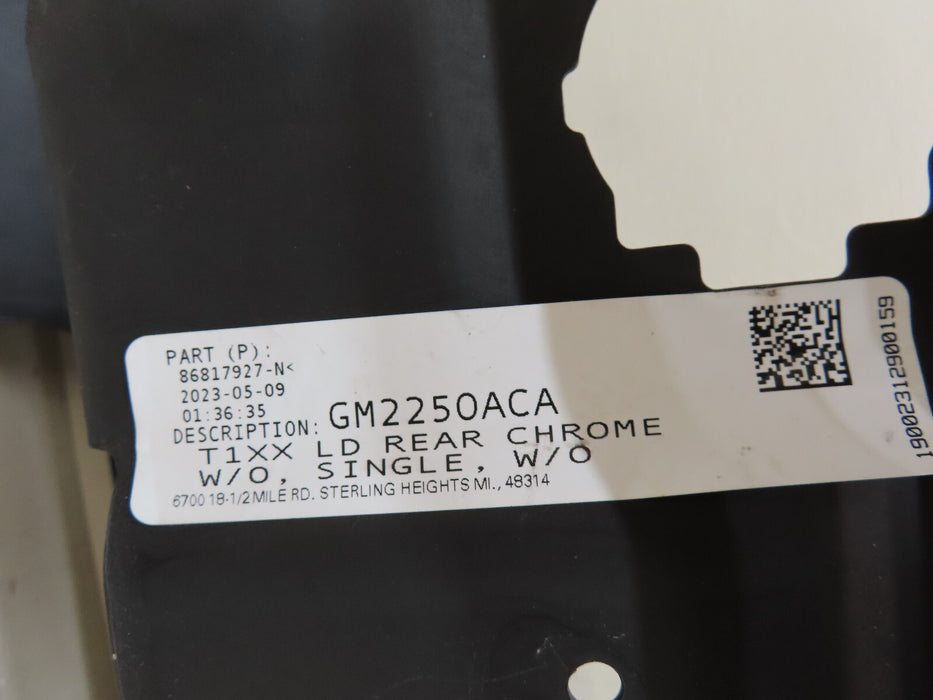 PART (P):
86817927-N<
2023-05-09
01:36:35
DESCRIPTION: GM2250ACA
T1XX LD REAR CHROME
W/O, SINGLE, W/O
6700 18-1/2 MILE RD. STERLING HEIGHTS MI., 48314